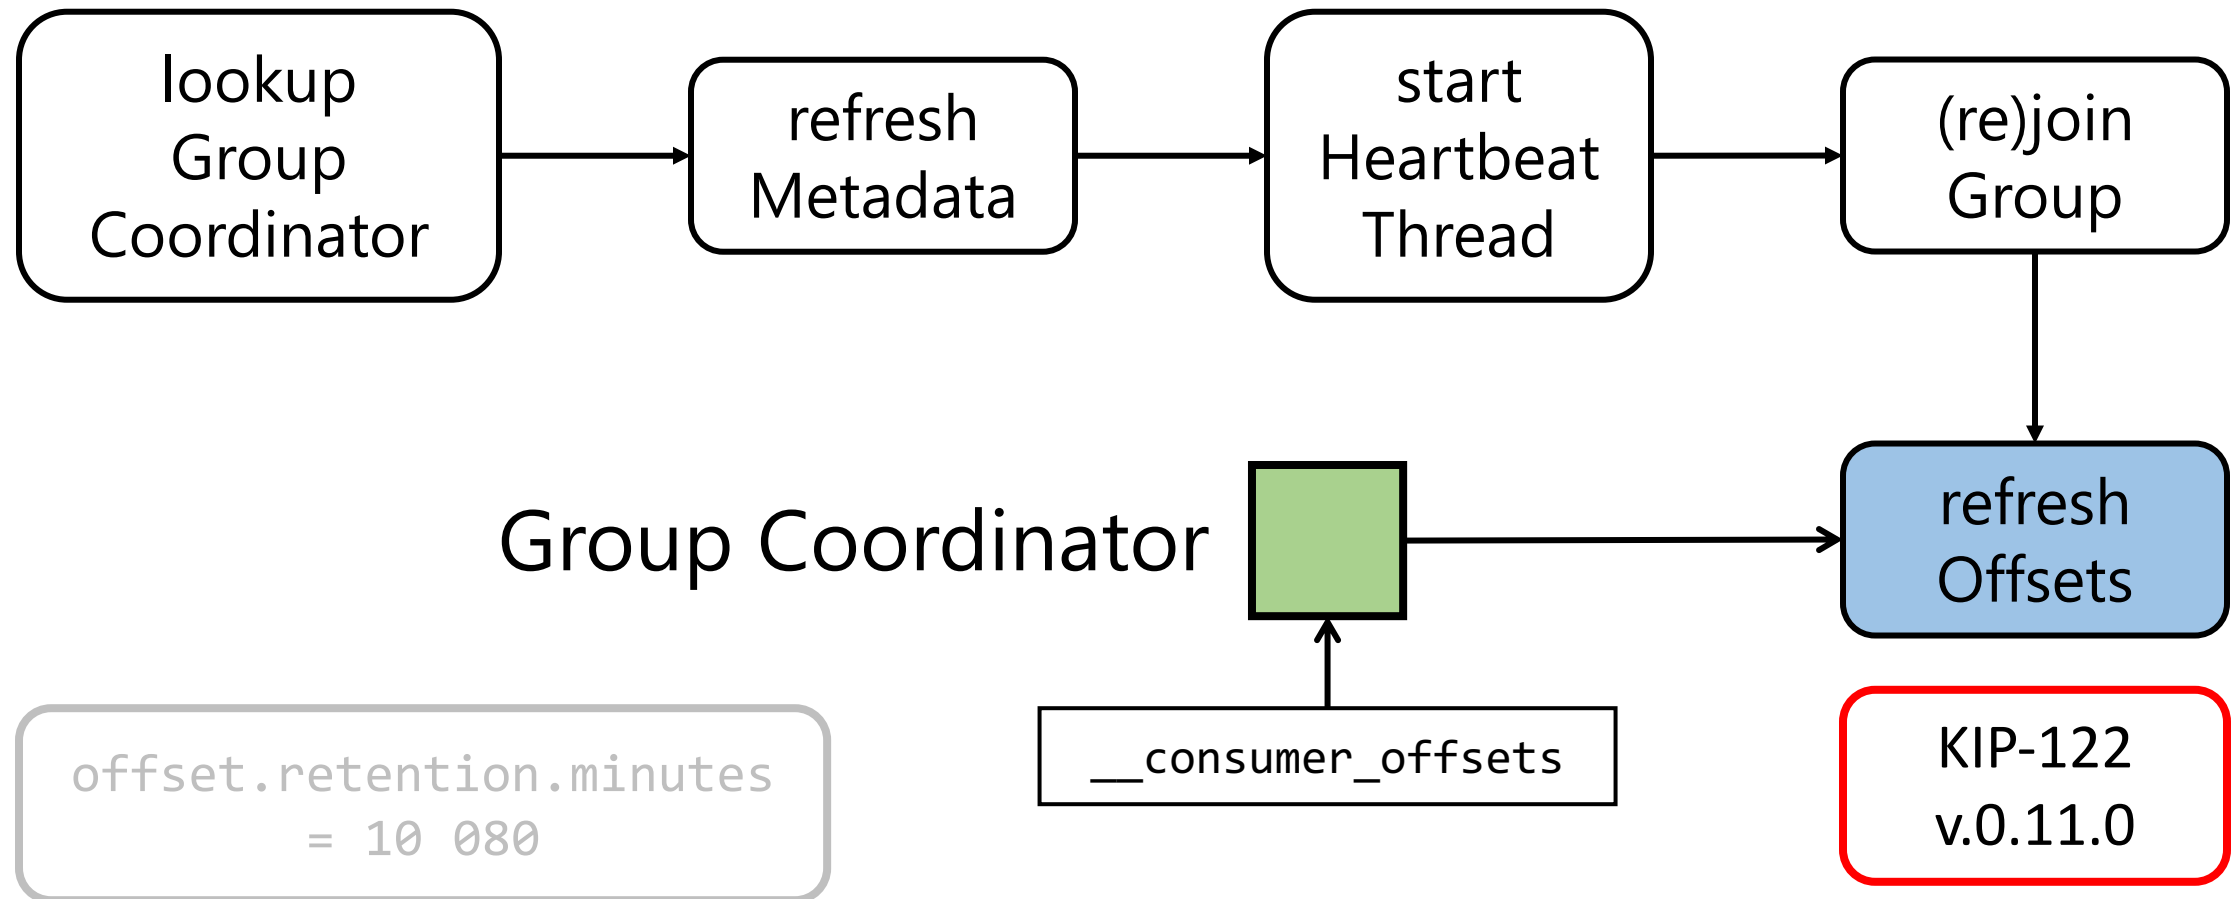 lookup
Group
Coordinator
refresh
Metadata
start
Heartbeat
Thread
(re)join
Group
Group Coordinator
refresh
Offsets
__consumer_offsets
offset.retention.minutes
= 10 080
KIP-122
v.0.11.0